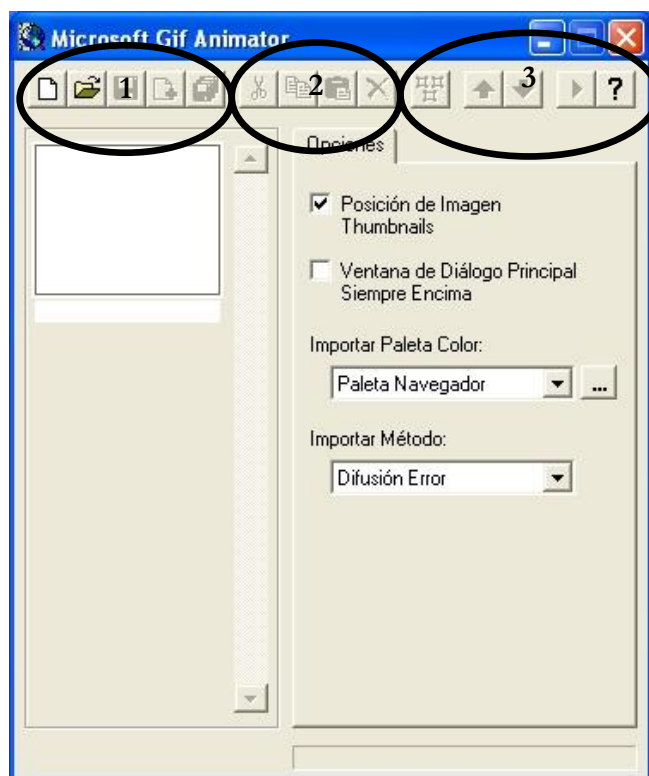 Microsoft Gif Animator
1
2
3
?
Opciones
Posición de Imagen
Thumbnails
Ventana de Diálogo Principal
Siempre Encima
Importar Paleta Color:
Paleta Navegador
...
Importar Método:
Difusión Error